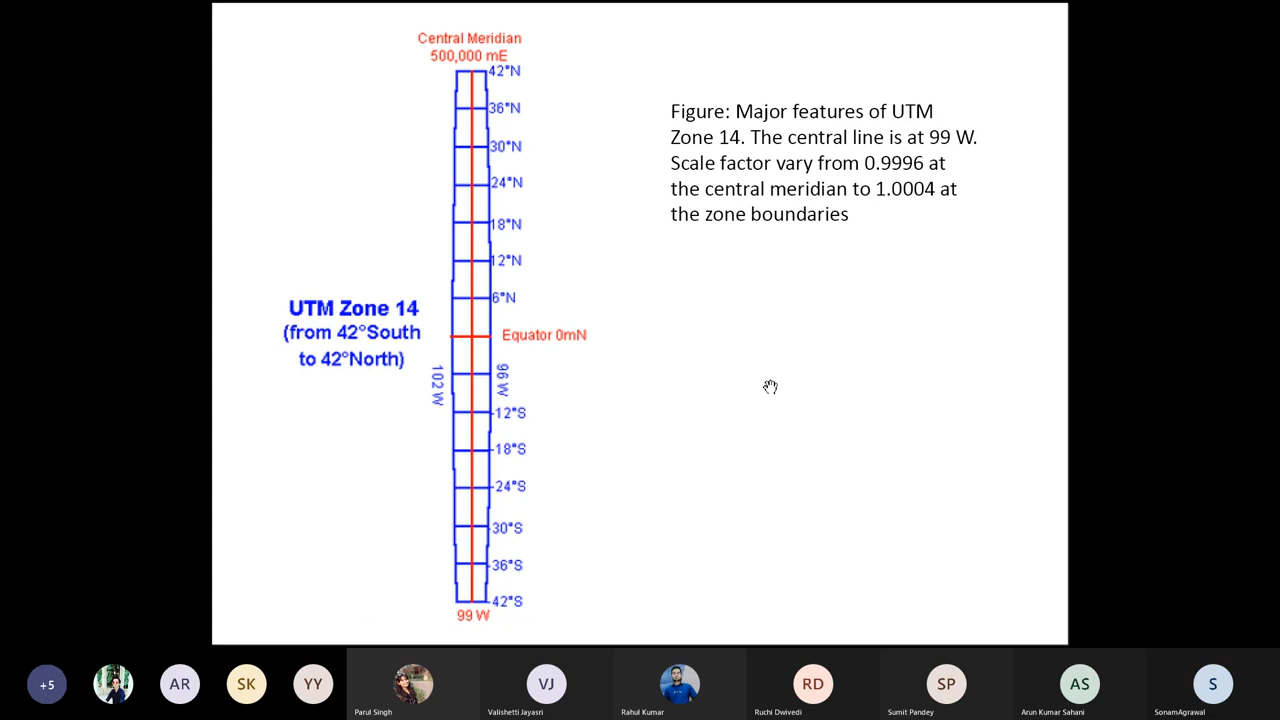 Central Meridian
500,000 mE
42°N
36°N
30°N
24°N
18°N
12°N
6°N
Equator 0mN
UTM Zone 14
(from 42°South
to 42°North)
102 W
96 W
12°S
18°S
24°S
30°S
36°S
42°S
99 W
Figure: Major features of UTM
Zone 14. The central line is at 99 W.
Scale factor vary from 0.9996 at
the central meridian to 1.0004 at
the zone boundaries
+5
AR
SK
YY
Parul Singh
VJ
Valishetti Jayasri
Rahul Kumar
RD
Ruchi Dwivedi
SP
Sumit Pandey
AS
Arun Kumar Sahani
S
SonamAgrawal